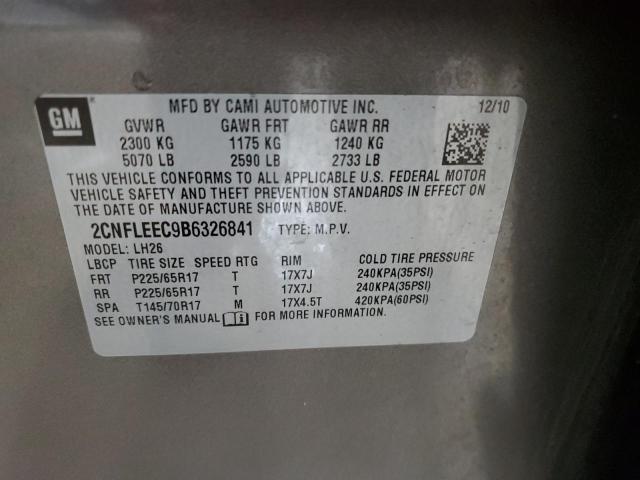 GM
MFD BY CAMI AUTOMOTIVE INC. 12/10
GVWR GAWR FRT GAWR RR
2300 KG 1175 KG 1240 KG
5070 LB 2590 LB 2733 LB
THIS VEHICLE CONFORMS TO ALL APPLICABLE U.S. FEDERAL MOTOR
VEHICLE SAFETY AND THEFT PREVENTION STANDARDS IN EFFECT ON
THE DATE OF MANUFACTURE SHOWN ABOVE.
2CNFLEEC9B6326841 TYPE: M.P.V.
MODEL: LH26
LBCP TIRE SIZE SPEED RTG RIM COLD TIRE PRESSURE
FRT P225/65R17 T 17X7J 240KPA(35PSI)
RR P225/65R17 T 17X7J 240KPA(35PSI)
SPA T145/70R17 M 17X4.5T 420KPA(60PSI)
SEE OWNER'S MANUAL FOR MORE INFORMATION.